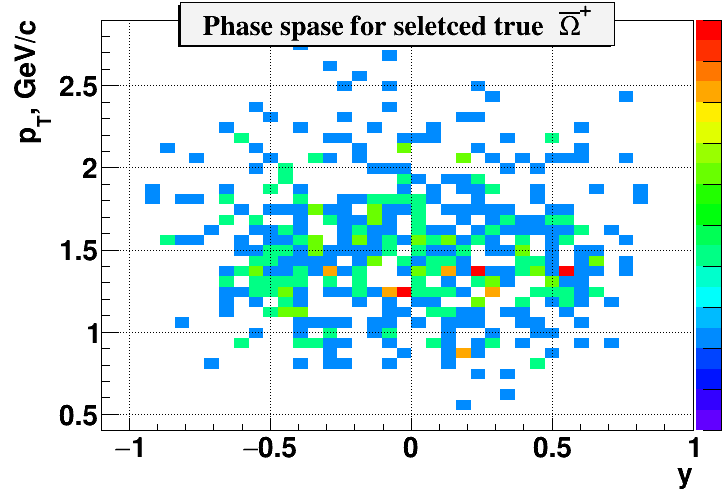 Phase spase for seletced true Ω̅⁺
p_T, GeV/c
2.5
2
1.5
1
0.5
−1 −0.5 0 0.5 1
y